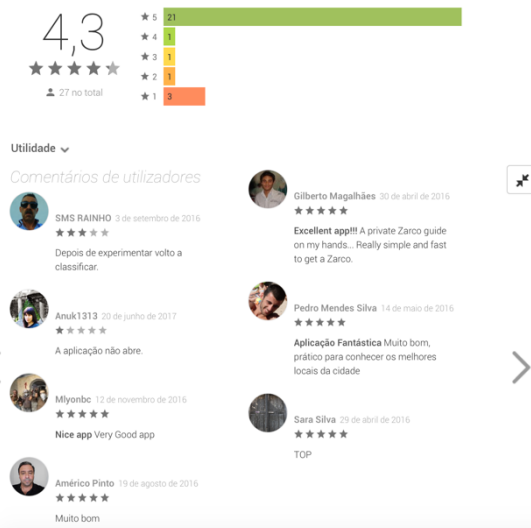 4,3
27 no total
5 21
4 1
3 1
2 1
1 3
Utilidade
Comentários de utilizadores
SMS RAINHO 3 de setembro de 2016
Depois de experimentar volto a
classificar.
Anuk1313 20 de junho de 2017
A aplicação não abre.
Mlyonbc 12 de novembro de 2016
Nice app Very Good app
Américo Pinto 19 de agosto de 2016
Muito bom
Gilberto Magalhães 30 de abril de 2016
Excellent app!!! A private Zarco guide
on my hands... Really simple and fast
to get a Zarco.
Pedro Mendes Silva 14 de maio de 2016
Aplicação Fantástica Muito bom,
prático para conhecer os melhores
locais da cidade
Sara Silva 29 de abril de 2016
TOP